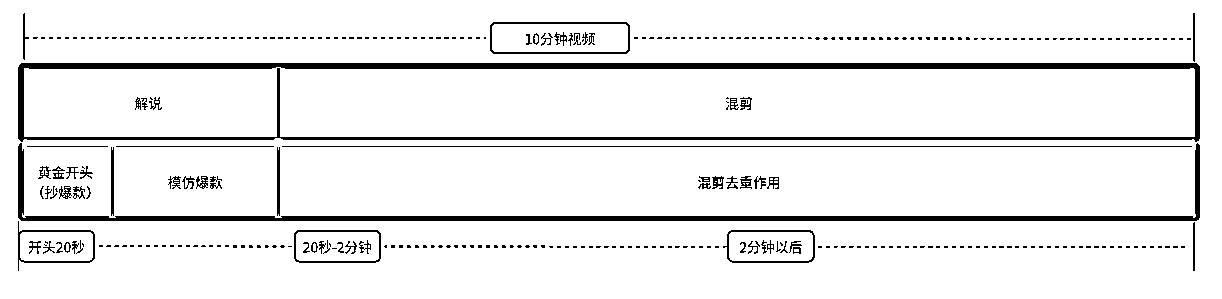 10分钟视频
解说
混剪
黄金开头
(抄爆款)
模仿爆款
混剪去重作用
开头20秒
20秒-2分钟
2分钟以后